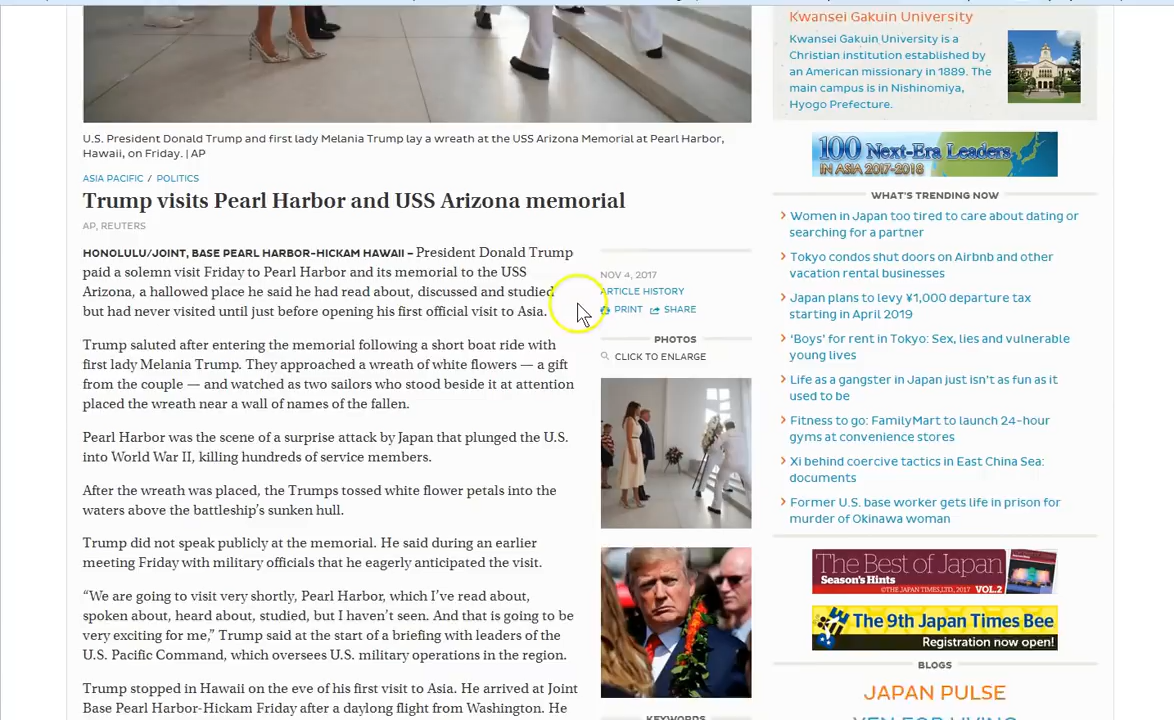 U.S. President Donald Trump and first lady Melania Trump lay a wreath at the USS Arizona Memorial at Pearl Harbor,
Hawaii, on Friday. | AP
ASIA PACIFIC / POLITICS
Trump visits Pearl Harbor and USS Arizona memorial
AP, REUTERS
HONOLULU/JOINT, BASE PEARL HARBOR-HICKAM HAWAII – President Donald Trump
paid a solemn visit Friday to Pearl Harbor and its memorial to the USS
Arizona, a hallowed place he said he had read about, discussed and studied
but had never visited until just before opening his first official visit to Asia.
Trump saluted after entering the memorial following a short boat ride with
first lady Melania Trump. They approached a wreath of white flowers — a gift
from the couple — and watched as two sailors who stood beside it at attention
placed the wreath near a wall of names of the fallen.
Pearl Harbor was the scene of a surprise attack by Japan that plunged the U.S.
into World War II, killing hundreds of service members.
After the wreath was placed, the Trumps tossed white flower petals into the
waters above the battleship's sunken hull.
Trump did not speak publicly at the memorial. He said during an earlier
meeting Friday with military officials that he eagerly anticipated the visit.
“We are going to visit very shortly, Pearl Harbor, which I've read about,
spoken about, heard about, studied, but I haven't seen. And that is going to be
very exciting for me,” Trump said at the start of a briefing with leaders of the
U.S. Pacific Command, which oversees U.S. military operations in the region.
Trump stopped in Hawaii on the eve of his first visit to Asia. He arrived at Joint
Base Pearl Harbor-Hickam Friday after a daylong flight from Washington. He
NOV 4, 2017
ARTICLE HISTORY
PRINT SHARE
PHOTOS
CLICK TO ENLARGE
KEYWORDS
Kwansei Gakuin University
Kwansei Gakuin University is a
Christian institution established by
an American missionary in 1889. The
main campus is in Nishinomiya,
Hyogo Prefecture.
100 Next-Era Leaders
IN ASIA 2017-2018
WHAT'S TRENDING NOW
Women in Japan too tired to care about dating or
searching for a partner
Tokyo condos shut doors on Airbnb and other
vacation rental businesses
Japan plans to levy ¥1,000 departure tax
starting in April 2019
‘Boys’ for rent in Tokyo: Sex, lies and vulnerable
young lives
Life as a gangster in Japan just isn't as fun as it
used to be
Fitness to go: FamilyMart to launch 24-hour
gyms at convenience stores
Xi behind coercive tactics in East China Sea:
documents
Former U.S. base worker gets life in prison for
murder of Okinawa woman
The Best of Japan
Season's Hints
©THE JAPAN TIMES,LTD, 2017 VOL.2
The 9th Japan Times Bee
Registration now open!
BLOGS
JAPAN PULSE
YEN FOR LIVING